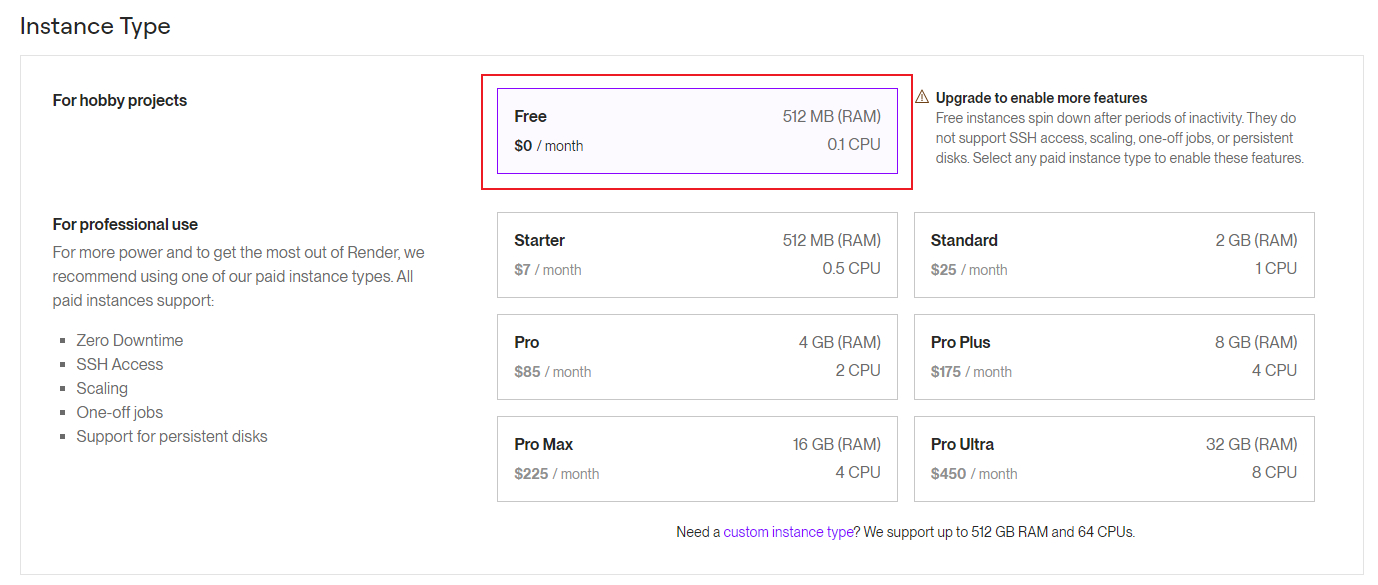 Instance Type
For hobby projects
Free
512 MB (RAM)
$0 / month
0.1 CPU
Upgrade to enable more features
Free instances spin down after periods of inactivity. They do
not support SSH access, scaling, one-off jobs, or persistent
disks. Select any paid instance type to enable these features.
For professional use
For more power and to get the most out of Render, we
recommend using one of our paid instance types. All
paid instances support:
Zero Downtime
SSH Access
Scaling
One-off jobs
Support for persistent disks
Starter
512 MB (RAM)
$7 / month
0.5 CPU
Standard
2 GB (RAM)
$25 / month
1 CPU
Pro
4 GB (RAM)
$85 / month
2 CPU
Pro Plus
8 GB (RAM)
$175 / month
4 CPU
Pro Max
16 GB (RAM)
$225 / month
4 CPU
Pro Ultra
32 GB (RAM)
$450 / month
8 CPU
Need a custom instance type? We support up to 512 GB RAM and 64 CPUs.